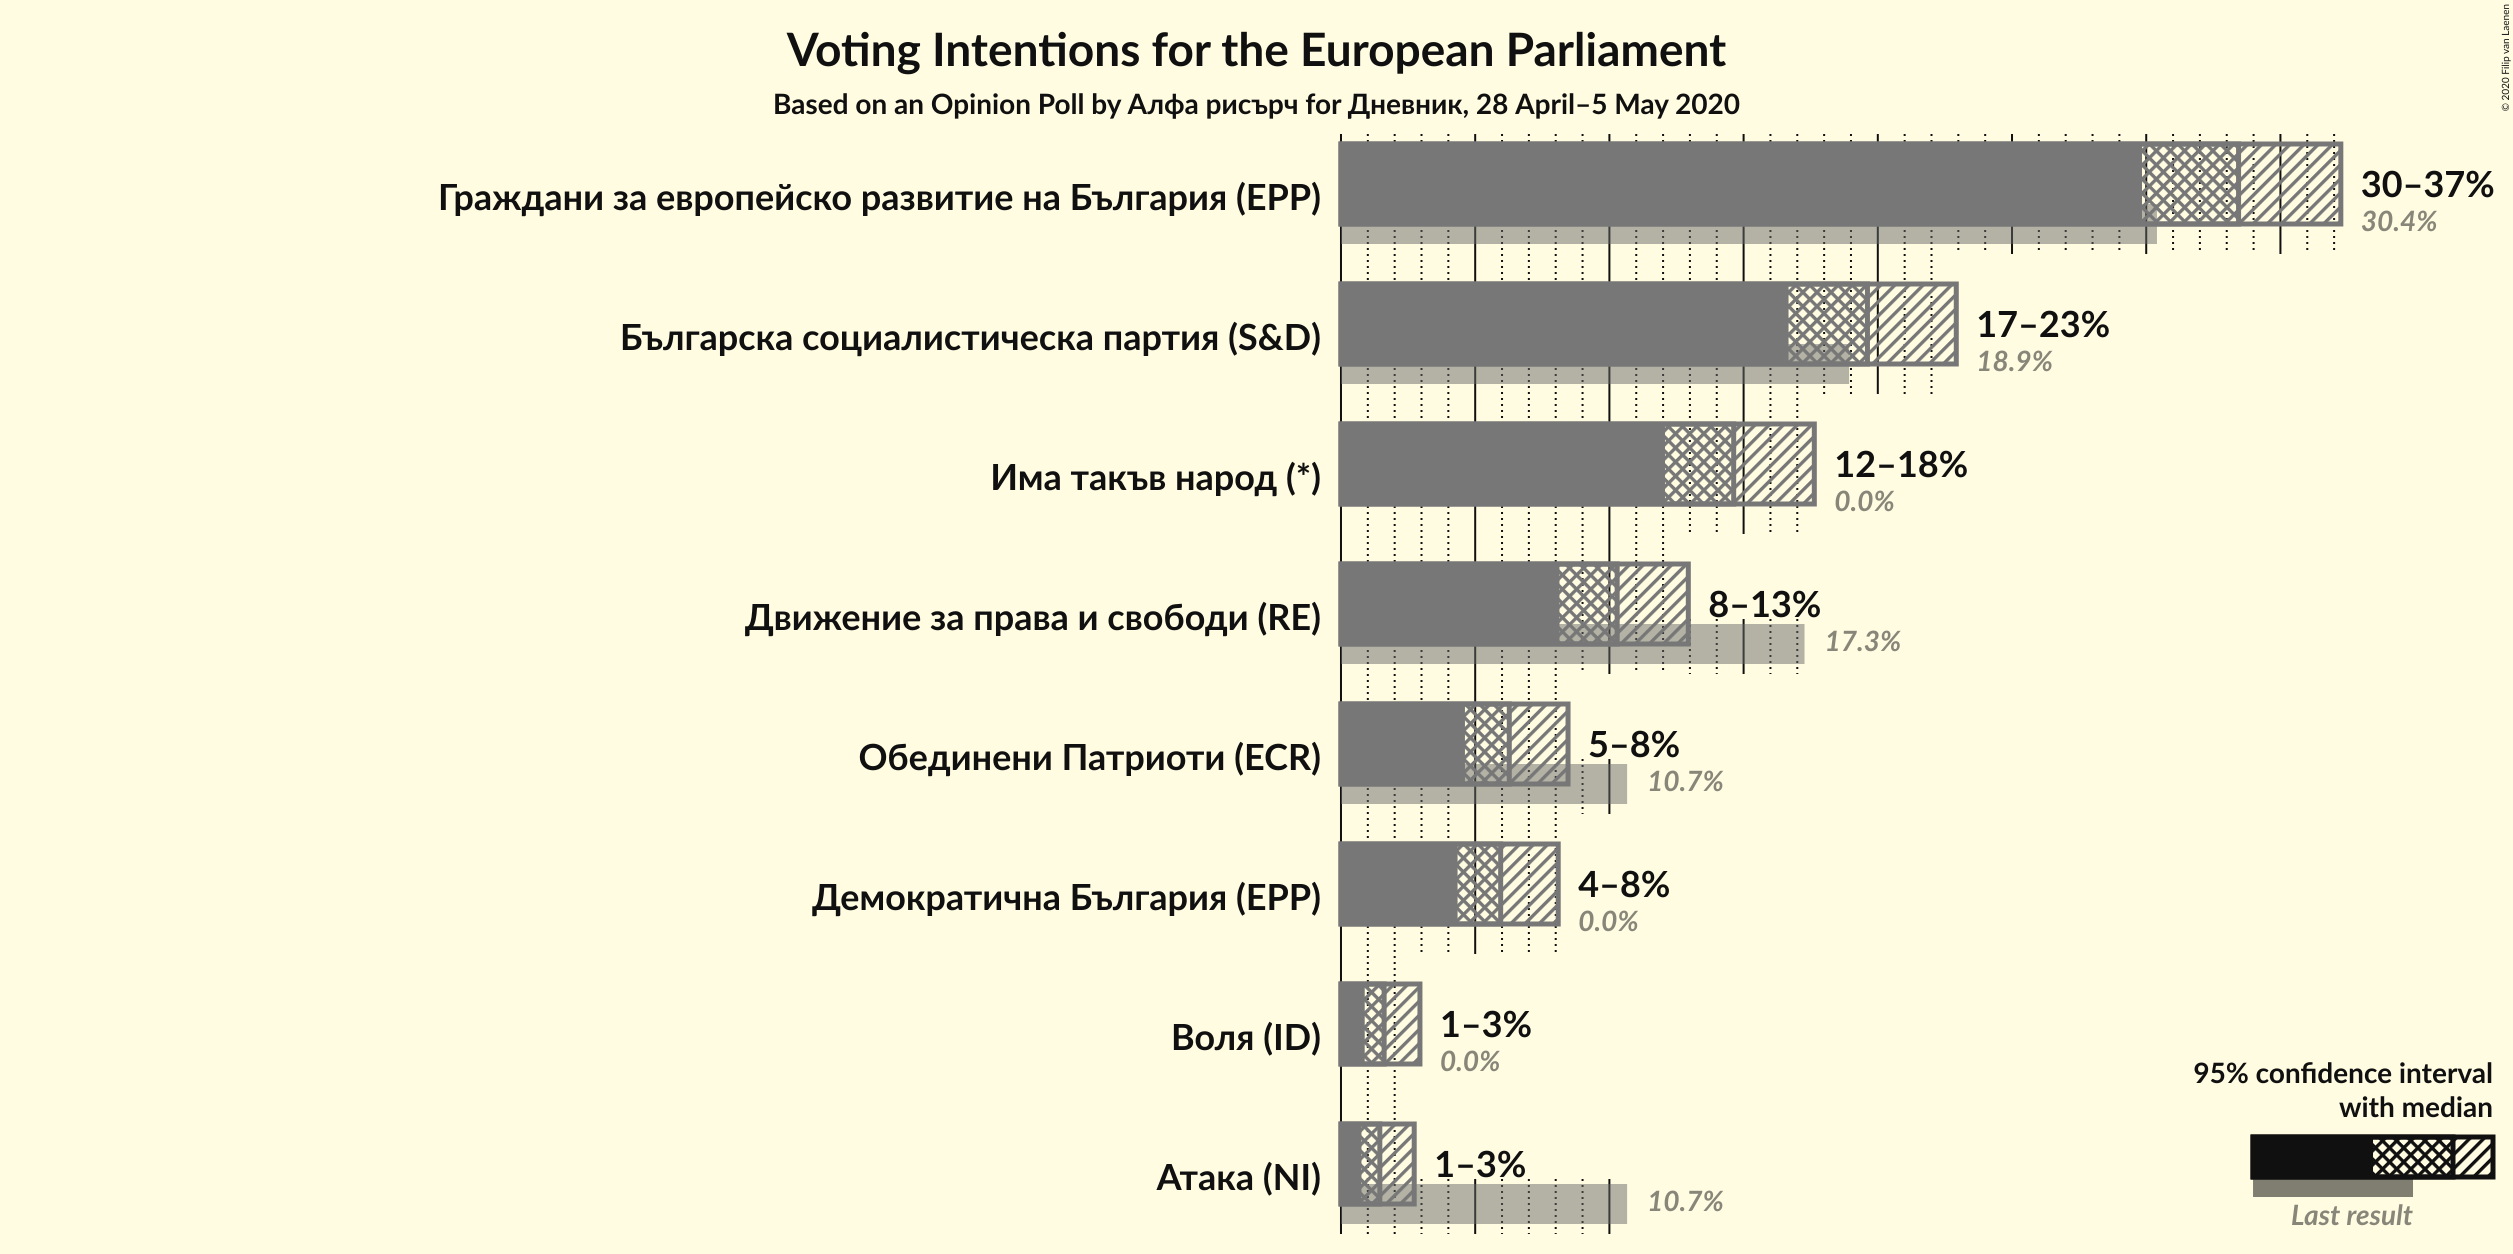 Voting Intentions for the European Parliament
Based on an Opinion Poll by Алфа рисърч for Дневник, 28 April–5 May 2020
© 2020 Filip van Laenen
Граждани за европейско развитие на България (EPP)
30–37%
30.4%
Българска социалистическа партия (S&D)
17–23%
18.9%
Има такъв народ (*)
12–18%
0.0%
Движение за права и свободи (RE)
8–13%
17.3%
Обединени Патриоти (ECR)
5–8%
10.7%
Демократична България (EPP)
4–8%
0.0%
Воля (ID)
1–3%
0.0%
Атака (NI)
1–3%
10.7%
95% confidence interval
with median
Last result